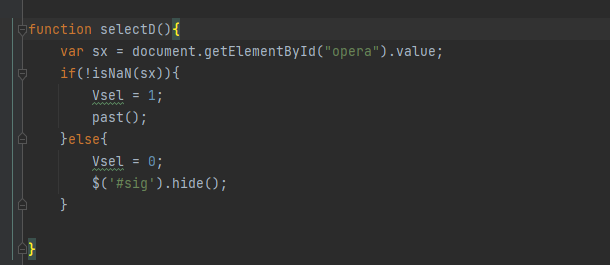 function selectD(){
    var sx = document.getElementById("opera").value;
    if(!isNaN(sx)){
        Vsel = 1;
        past();
    }else{
        Vsel = 0;
        $('#sig').hide();
    }
}